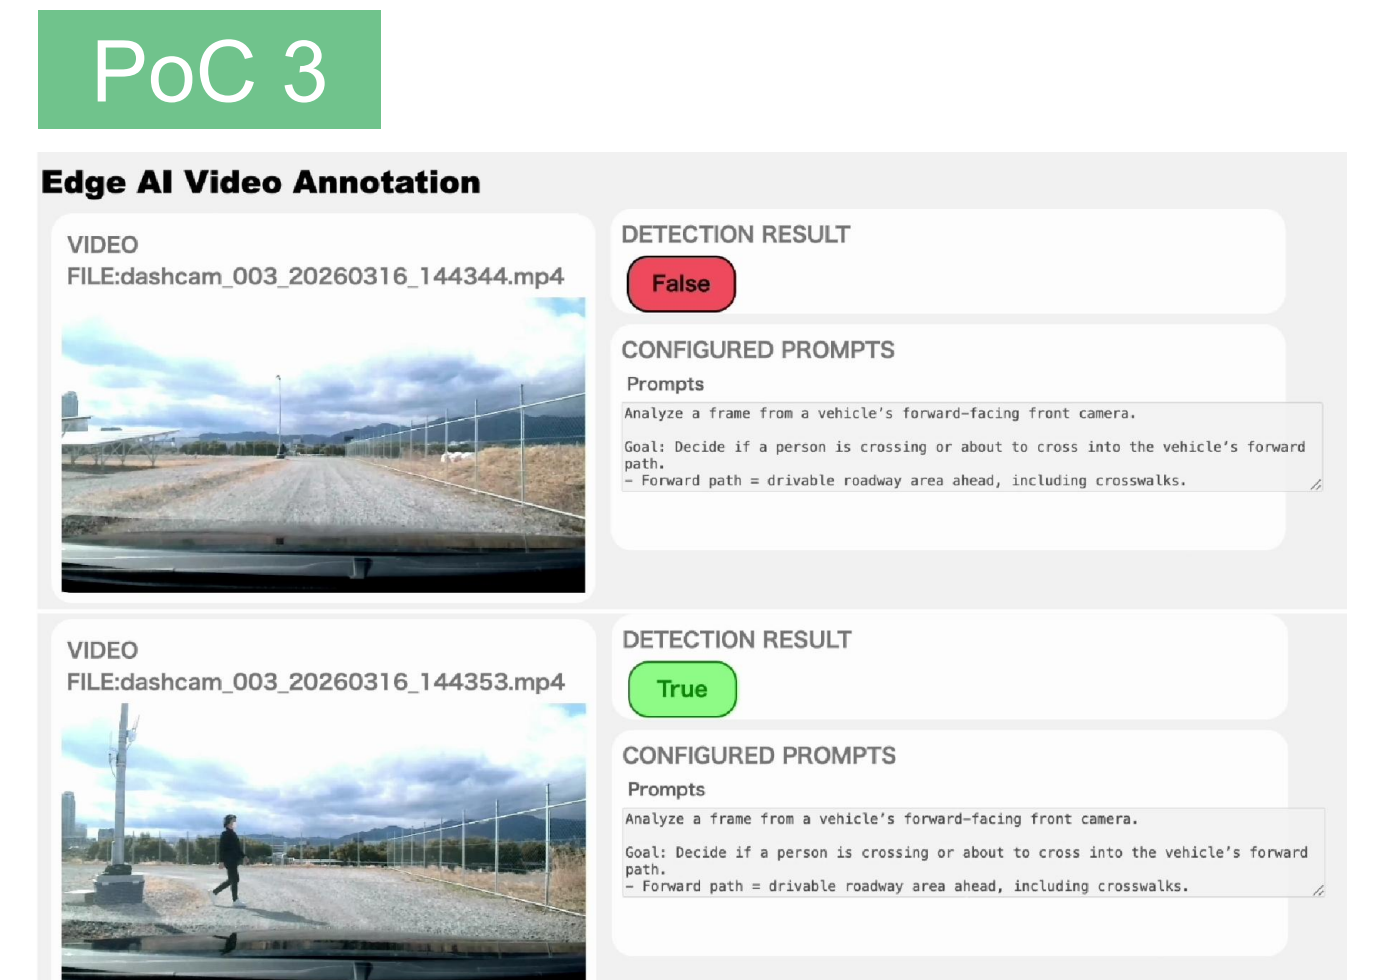 PoC 3
Edge AI Video Annotation
VIDEO
FILE:dashcam_003_20260316_144344.mp4
DETECTION RESULT
False
CONFIGURED PROMPTS
Prompts
Analyze a frame from a vehicle's forward-facing front camera.
Goal: Decide if a person is crossing or about to cross into the vehicle's forward
path.
- Forward path = drivable roadway area ahead, including crosswalks.
VIDEO
FILE:dashcam_003_20260316_144353.mp4
DETECTION RESULT
True
CONFIGURED PROMPTS
Prompts
Analyze a frame from a vehicle's forward-facing front camera.
Goal: Decide if a person is crossing or about to cross into the vehicle's forward
path.
- Forward path = drivable roadway area ahead, including crosswalks.